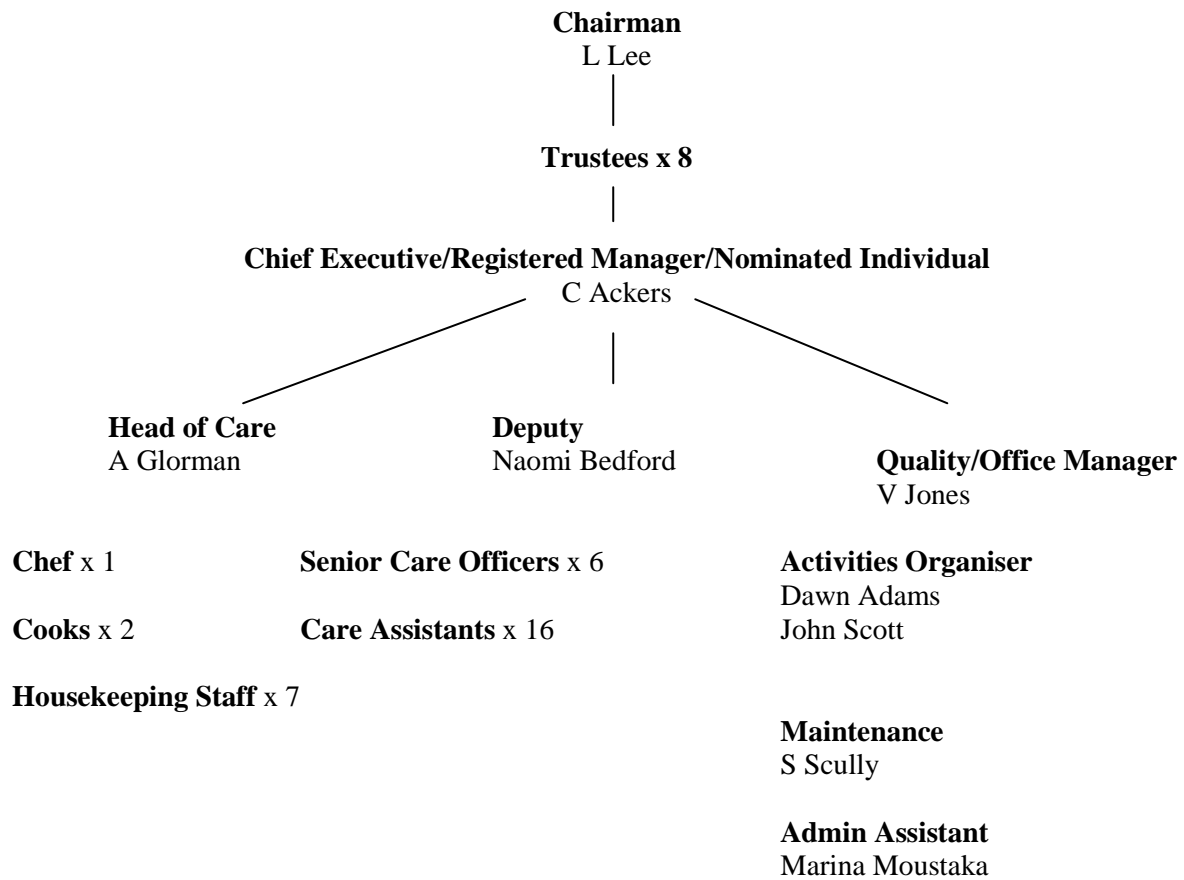 Chairman
L Lee
Trustees x 8
Chief Executive/Registered Manager/Nominated Individual
C Ackers
Head of Care
A Glorman
Deputy
Naomi Bedford
Quality/Office Manager
V Jones
Chef x 1
Cooks x 2
Housekeeping Staff x 7
Senior Care Officers x 6
Care Assistants x 16
Activities Organiser
Dawn Adams
John Scott
Maintenance
S Scully
Admin Assistant
Marina Moustaka